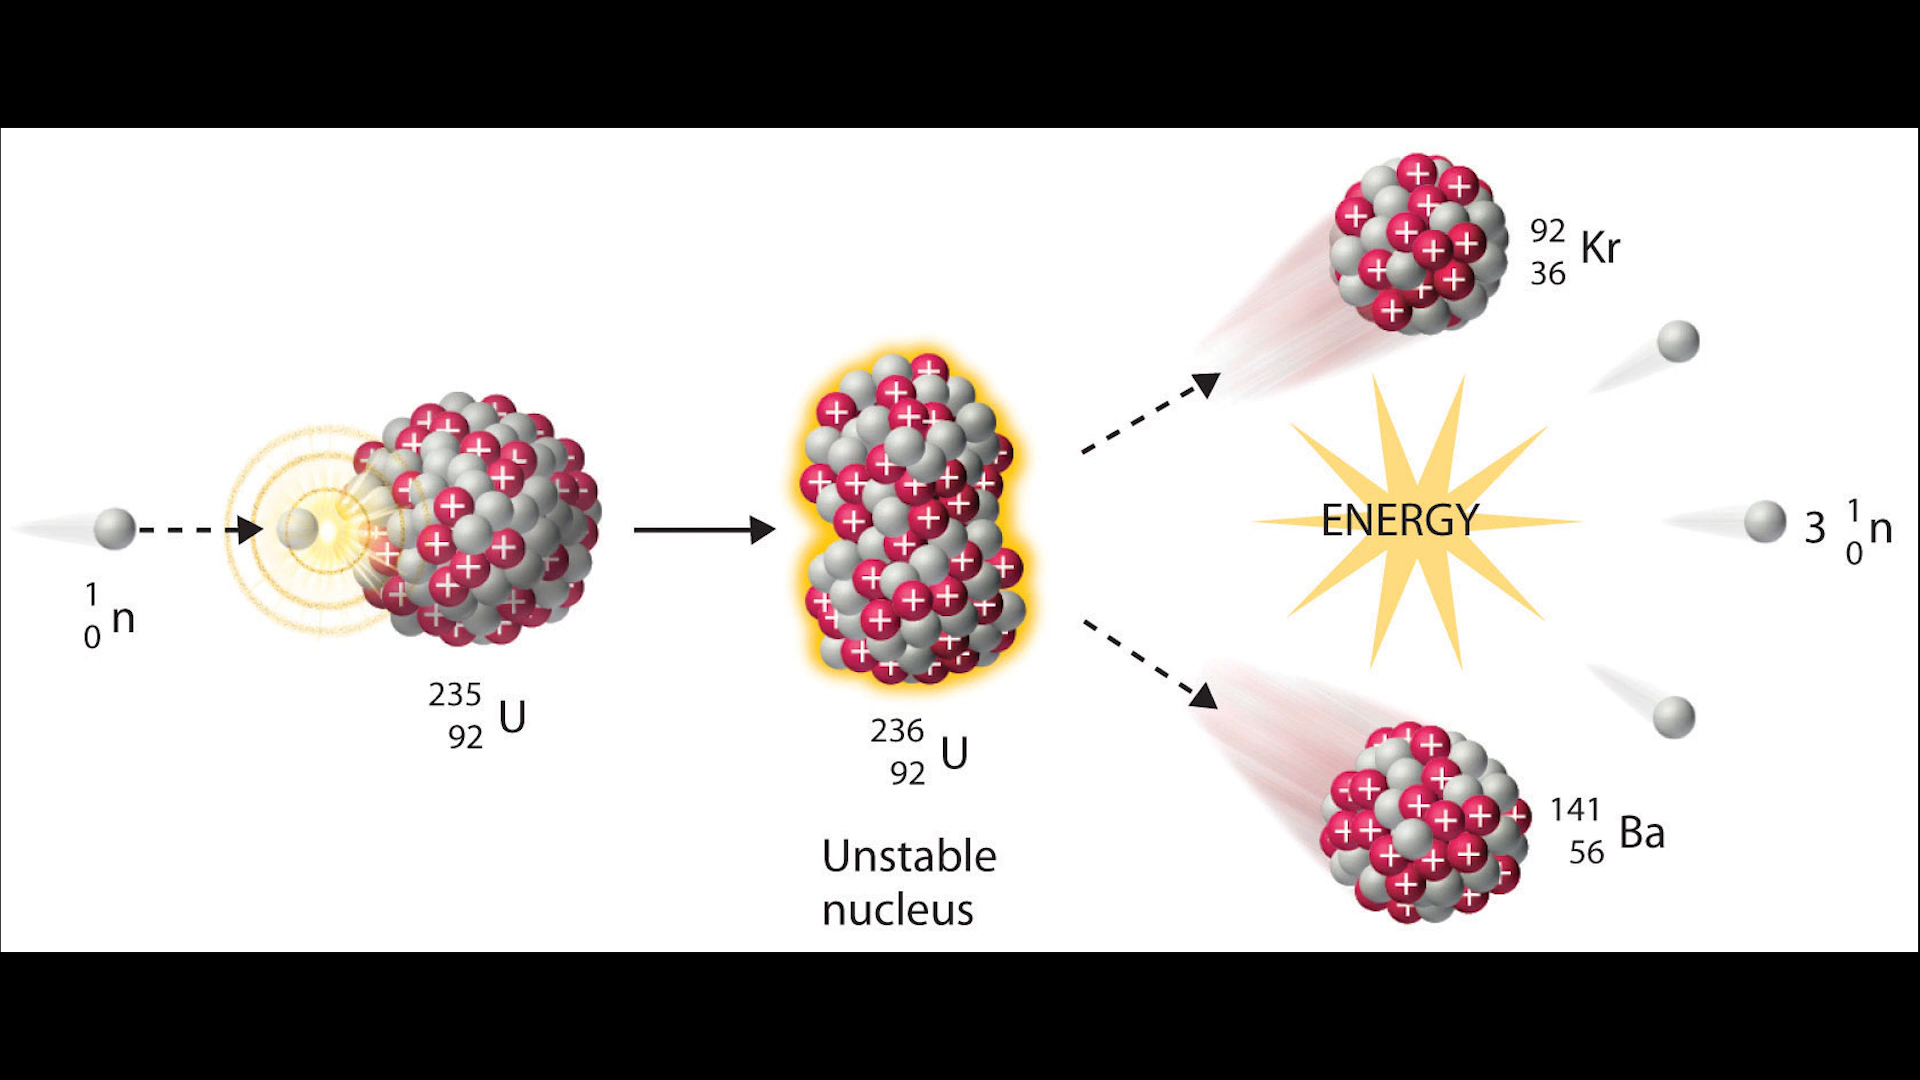 1
0 n
235
92 U
236
92 U
Unstable
nucleus
92
36 Kr
ENERGY
3 1
0 n
141
56 Ba